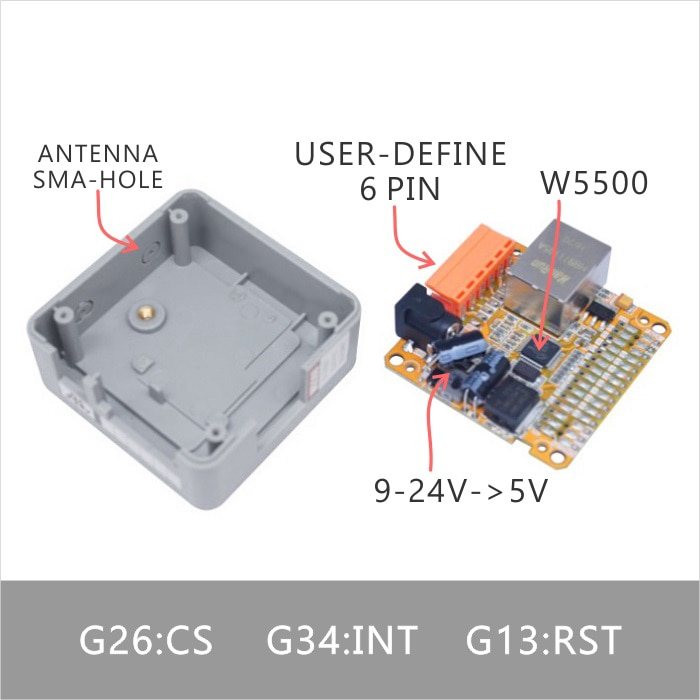 ANTENNA
SMA-HOLE
USER-DEFINE
6 PIN
W5500
9-24V->5V
G26:CS G34:INT G13:RST